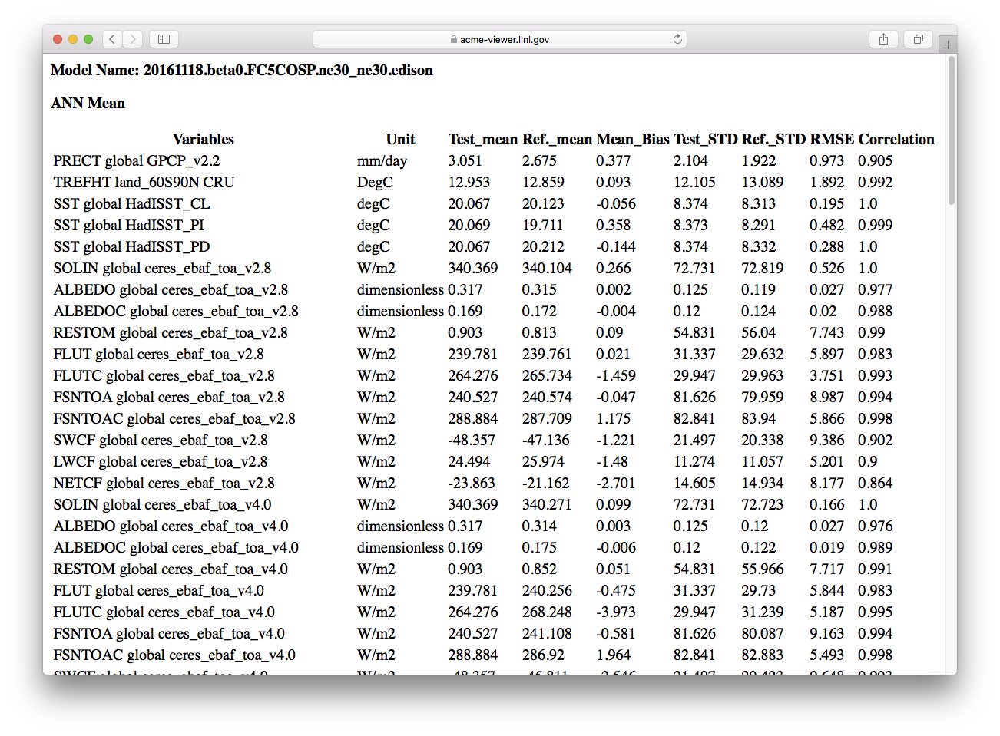 acme-viewer.llnl.gov
Model Name: 20161118.beta0.FC5COSP.ne30_ne30.edison
ANN Mean
Variables Unit Test_mean Ref._mean Mean_Bias Test_STD Ref._STD RMSE Correlation
PRECT global GPCP_v2.2 mm/day 3.051 2.675 0.377 2.104 1.922 0.973 0.905
TREFHT land_60S90N CRU DegC 12.953 12.859 0.093 12.105 13.089 1.892 0.992
SST global HadISST_CL degC 20.067 20.123 -0.056 8.374 8.313 0.195 1.0
SST global HadISST_PI degC 20.069 19.711 0.358 8.373 8.291 0.482 0.999
SST global HadISST_PD degC 20.067 20.212 -0.144 8.374 8.332 0.288 1.0
SOLIN global ceres_ebaf_toa_v2.8 W/m2 340.369 340.104 0.266 72.731 72.819 0.526 1.0
ALBEDO global ceres_ebaf_toa_v2.8 dimensionless 0.317 0.315 0.002 0.125 0.119 0.027 0.977
ALBEDOC global ceres_ebaf_toa_v2.8 dimensionless 0.169 0.172 -0.004 0.12 0.124 0.02 0.988
RESTOM global ceres_ebaf_toa_v2.8 W/m2 0.903 0.813 0.09 54.831 56.04 7.743 0.99
FLUT global ceres_ebaf_toa_v2.8 W/m2 239.781 239.761 0.021 31.337 29.632 5.897 0.983
FLUTC global ceres_ebaf_toa_v2.8 W/m2 264.276 265.734 -1.459 29.947 29.963 3.751 0.993
FSNTOA global ceres_ebaf_toa_v2.8 W/m2 240.527 240.574 -0.047 81.626 79.959 8.987 0.994
FSNTOAC global ceres_ebaf_toa_v2.8 W/m2 288.884 287.709 1.175 82.841 83.94 5.866 0.998
SWCF global ceres_ebaf_toa_v2.8 W/m2 -48.357 -47.136 -1.221 21.497 20.338 9.386 0.902
LWCF global ceres_ebaf_toa_v2.8 W/m2 24.494 25.974 -1.48 11.274 11.057 5.201 0.9
NETCF global ceres_ebaf_toa_v2.8 W/m2 -23.863 -21.162 -2.701 14.605 14.934 8.177 0.864
SOLIN global ceres_ebaf_toa_v4.0 W/m2 340.369 340.271 0.099 72.731 72.723 0.166 1.0
ALBEDO global ceres_ebaf_toa_v4.0 dimensionless 0.317 0.314 0.003 0.125 0.12 0.027 0.976
ALBEDOC global ceres_ebaf_toa_v4.0 dimensionless 0.169 0.175 -0.006 0.12 0.122 0.019 0.989
RESTOM global ceres_ebaf_toa_v4.0 W/m2 0.903 0.852 0.051 54.831 55.966 7.717 0.991
FLUT global ceres_ebaf_toa_v4.0 W/m2 239.781 240.256 -0.475 31.337 29.73 5.844 0.983
FLUTC global ceres_ebaf_toa_v4.0 W/m2 264.276 268.248 -3.973 29.947 31.239 5.187 0.995
FSNTOA global ceres_ebaf_toa_v4.0 W/m2 240.527 241.108 -0.581 81.626 80.087 9.163 0.994
FSNTOAC global ceres_ebaf_toa_v4.0 W/m2 288.884 286.92 1.964 82.841 82.883 5.493 0.998
SWCF global ceres_ebaf_toa_v4.0 W/m2 -48.357